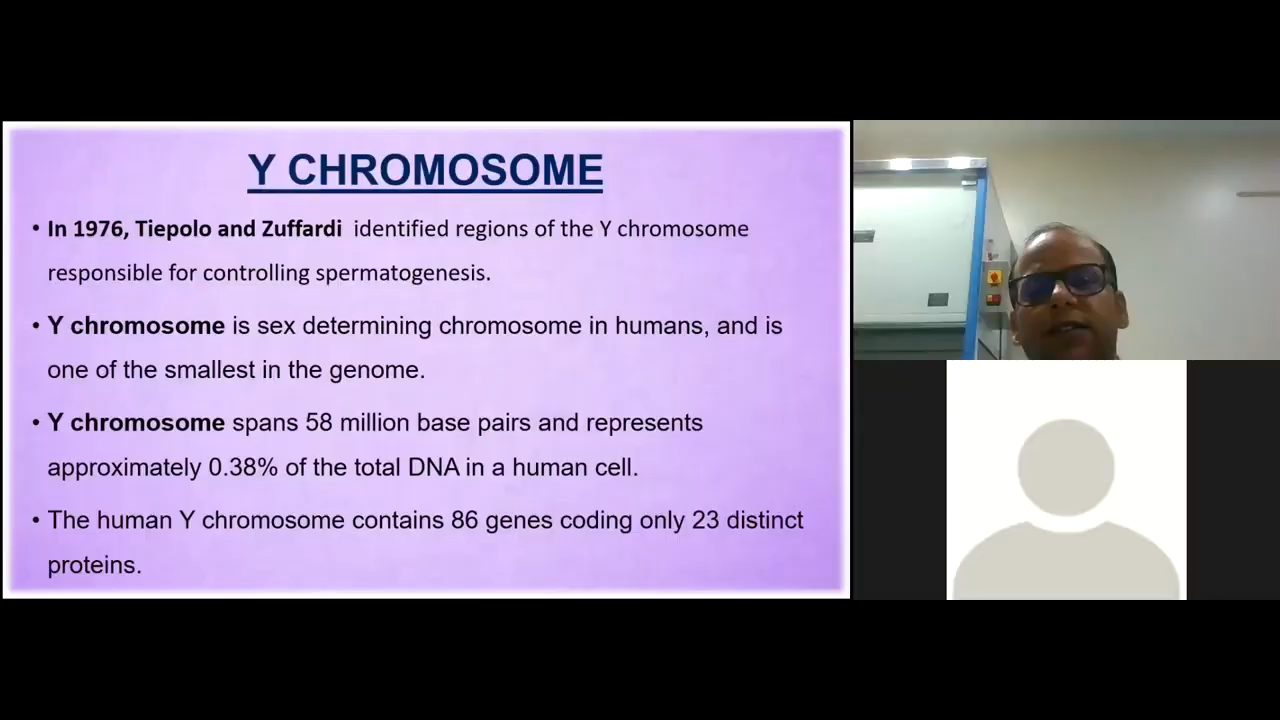 Y CHROMOSOME
• In 1976, Tiepolo and Zuffardi identified regions of the Y chromosome
responsible for controlling spermatogenesis.
• Y chromosome is sex determining chromosome in humans, and is
one of the smallest in the genome.
• Y chromosome spans 58 million base pairs and represents
approximately 0.38% of the total DNA in a human cell.
• The human Y chromosome contains 86 genes coding only 23 distinct
proteins.